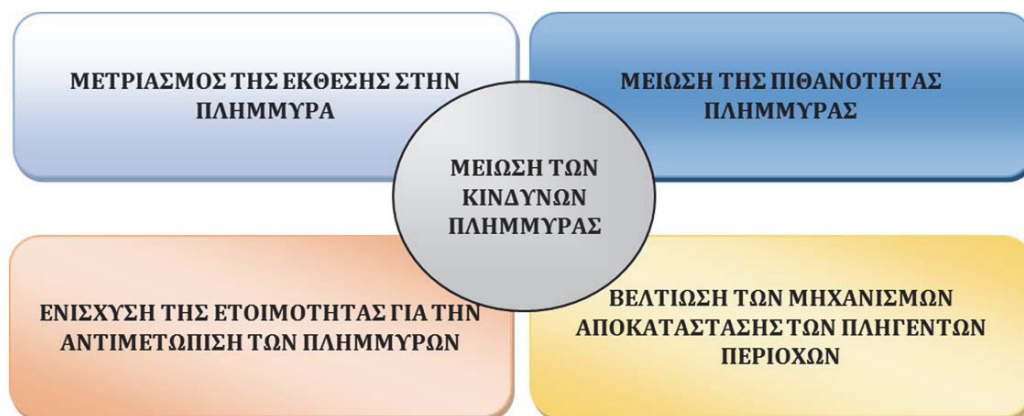 ΜΕΤΡΙΑΣΜΟΣ ΤΗΣ ΕΚΘΕΣΗΣ ΣΤΗΝ
ΠΛΗΜΜΥΡΑ
ΜΕΙΩΣΗ ΤΗΣ ΠΙΘΑΝΟΤΗΤΑΣ
ΠΛΗΜΜΥΡΑΣ
ΜΕΙΩΣΗ ΤΩΝ
ΚΙΝΔΥΝΩΝ
ΠΛΗΜΜΥΡΑΣ
ΕΝΙΣΧΥΣΗ ΤΗΣ ΕΤΟΙΜΟΤΗΤΑΣ ΓΙΑ ΤΗΝ
ΑΝΤΙΜΕΤΩΠΙΣΗ ΤΩΝ ΠΛΗΜΜΥΡΩΝ
ΒΕΛΤΙΩΣΗ ΤΩΝ ΜΗΧΑΝΙΣΜΩΝ
ΑΠΟΚΑΤΑΣΤΑΣΗΣ ΤΩΝ ΠΛΗΓΕΝΤΩΝ
ΠΕΡΙΟΧΩΝ